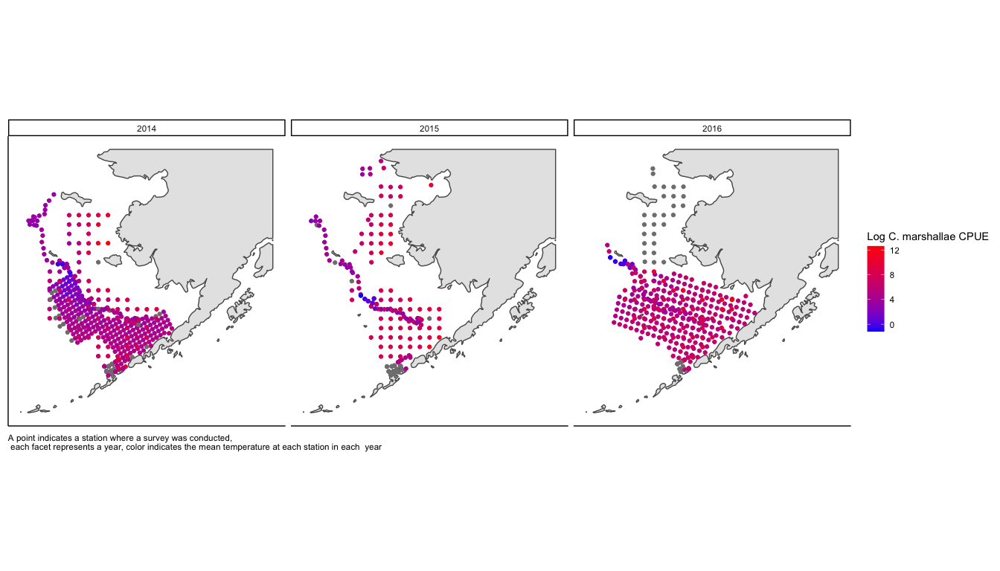 2014
2015
2016
Log C. marshallae CPUE
12
8
4
0
A point indicates a station where a survey was conducted,
each facet represents a year, color indicates the mean temperature at each station in each  year